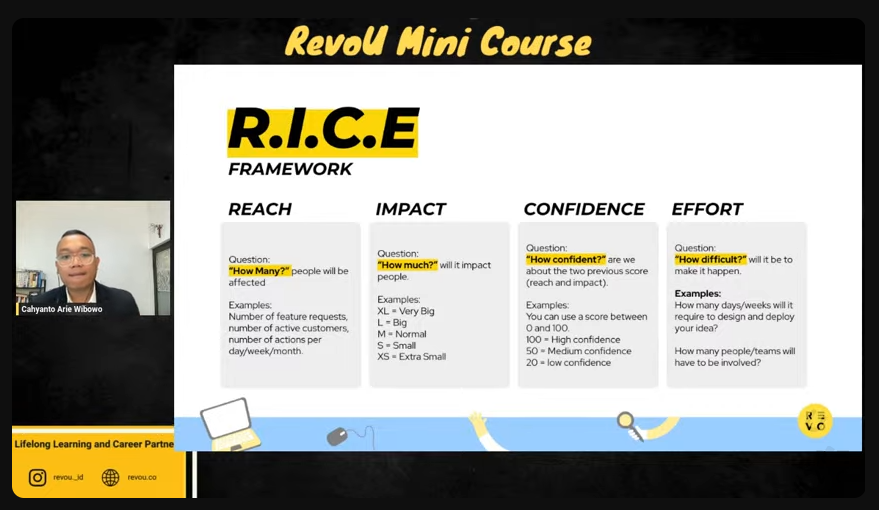 RevoU Mini Course
R.I.C.E
FRAMEWORK
REACH
Question:
"How Many?" people will be
affected
Examples:
Number of feature requests,
number of active customers,
number of actions per
day/week/month.
IMPACT
Question:
"How much?" will it impact
people.
Examples:
XL = Very Big
L = Big
M = Normal
S = Small
XS = Extra Small
CONFIDENCE
Question:
"How confident?" are we
about the two previous score
(reach and impact).
Examples:
You can use a score between
0 and 100.
100 = High confidence
50 = Medium confidence
20 = low confidence
EFFORT
Question:
"How difficult?" will it be to
make it happen.
Examples:
How many days/weeks will it
require to design and deploy
your idea?
How many people/teams will
have to be involved?
Cahyanto Arie Wibowo
Lifelong Learning and Career Partne
revou_id
revou.co